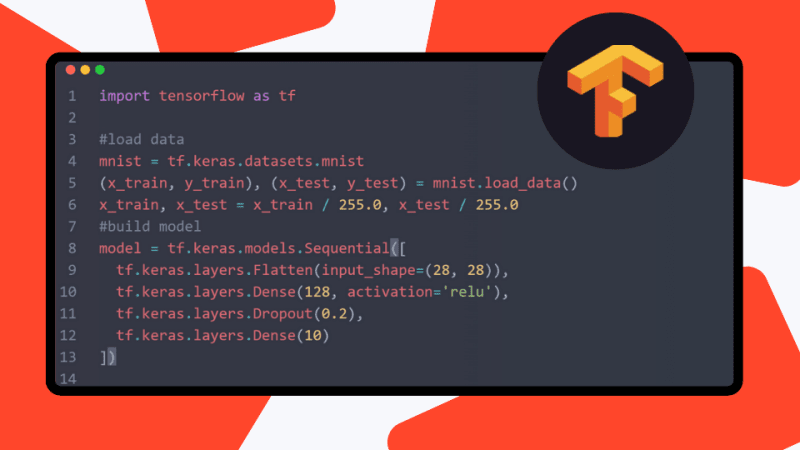 1 import tensorflow as tf
2
3 #load data
4 mnist = tf.keras.datasets.mnist
5 (x_train, y_train), (x_test, y_test) = mnist.load_data()
6 x_train, x_test = x_train / 255.0, x_test / 255.0
7 #build model
8 model = tf.keras.models.Sequential([
9   tf.keras.layers.Flatten(input_shape=(28, 28)),
10   tf.keras.layers.Dense(128, activation='relu'),
11   tf.keras.layers.Dropout(0.2),
12   tf.keras.layers.Dense(10)
13 ])
14